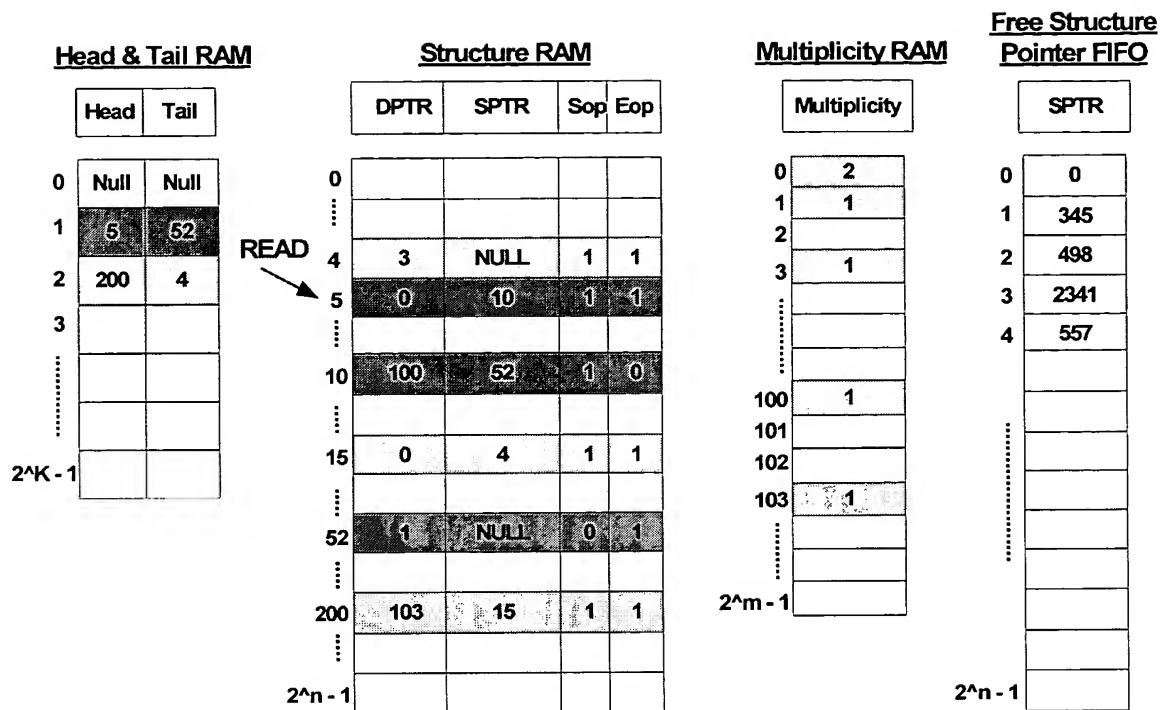 Head & Tail RAM
Head Tail
0 Null Null
1 5 52
2 200 4
3
2^K - 1
READ
Structure RAM
DPTR SPTR Sop Eop
0
4 3 NULL 1 1
5 0 10 1 1
10 100 52 1 0
15 0 4 1 1
52 1 NULL 0 1
200 103 15 1 1
2^n - 1
Multiplicity RAM
Multiplicity
0 2
1 1
2
3 1
100 1
101
102
103 1
2^m - 1
Free Structure
Pointer FIFO
SPTR
0 0
1 345
2 498
3 2341
4 557
2^n - 1